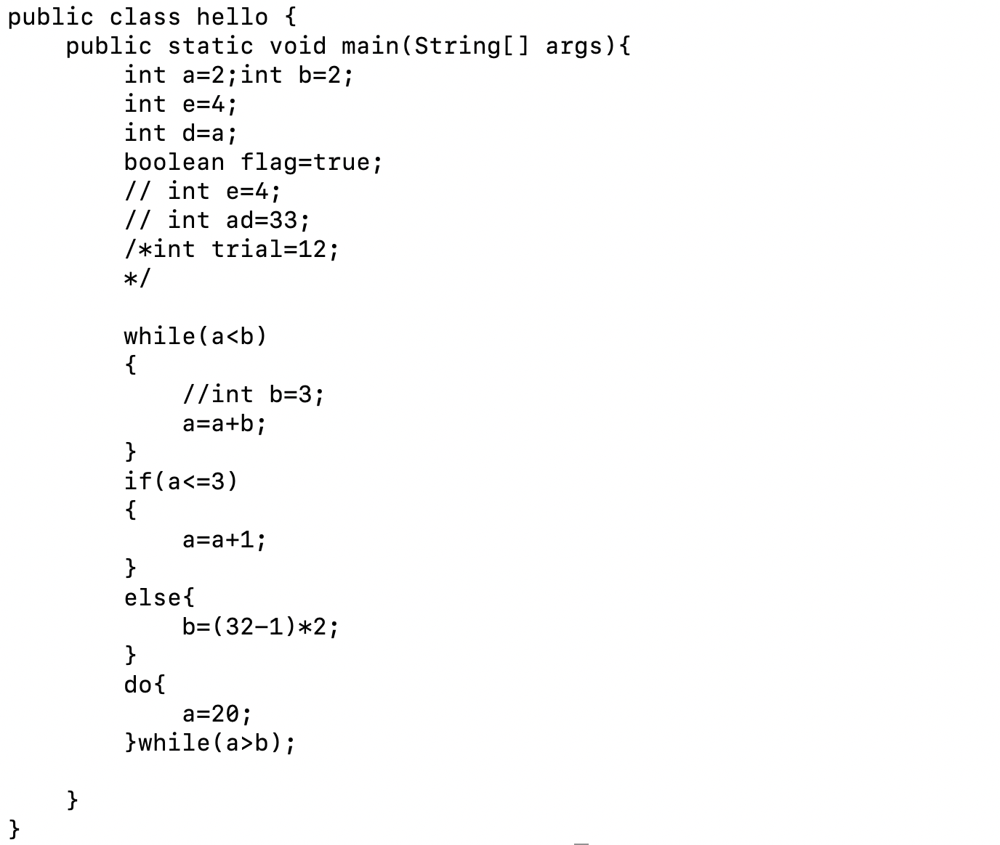 public class hello {
    public static void main(String[] args){
        int a=2;int b=2;
        int e=4;
        int d=a;
        boolean flag=true;
        // int e=4;
        // int ad=33;
        /*int trial=12;
        */

        while(a<b)
        {
            //int b=3;
            a=a+b;
        }
        if(a<=3)
        {
            a=a+1;
        }
        else{
            b=(32-1)*2;
        }
        do{
            a=20;
        }while(a>b);

    }
}